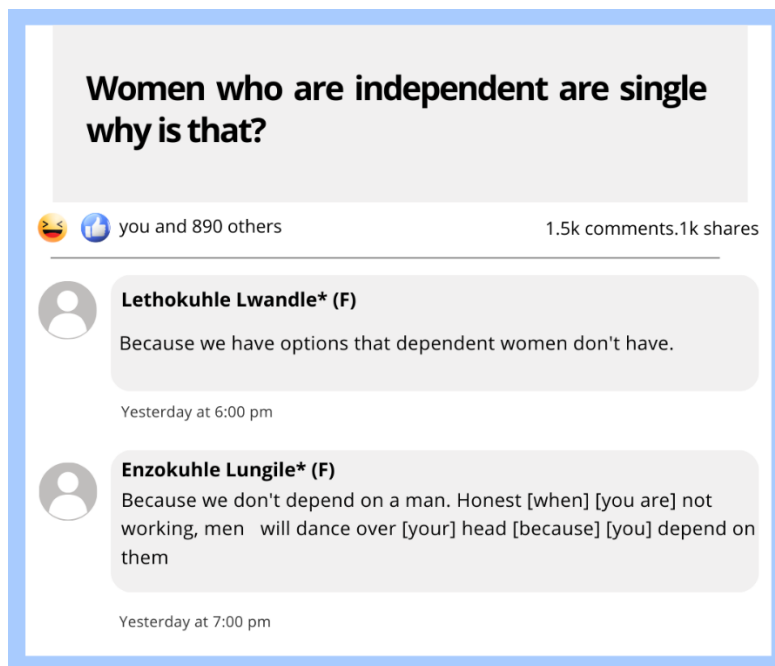 Women who are independent are single
why is that?
you and 890 others
1.5k comments.1k shares
Lethokuhle Lwandle* (F)
Because we have options that dependent women don't have.
Yesterday at 6:00 pm
Enzokuhle Lungile* (F)
Because we don't depend on a man. Honest [when] [you are] not
working, men will dance over [your] head [because] [you] depend on
them
Yesterday at 7:00 pm